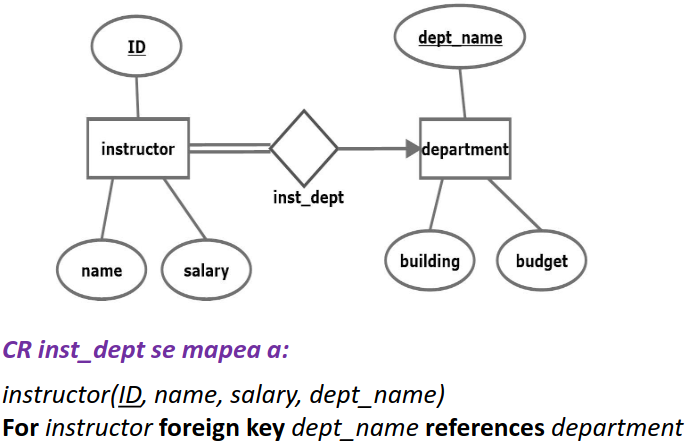 ID
dept_name
instructor
department
inst_dept
name
salary
building
budget
CR inst_dept se mapea a:
instructor(ID, name, salary, dept_name)
For instructor foreign key dept_name references department